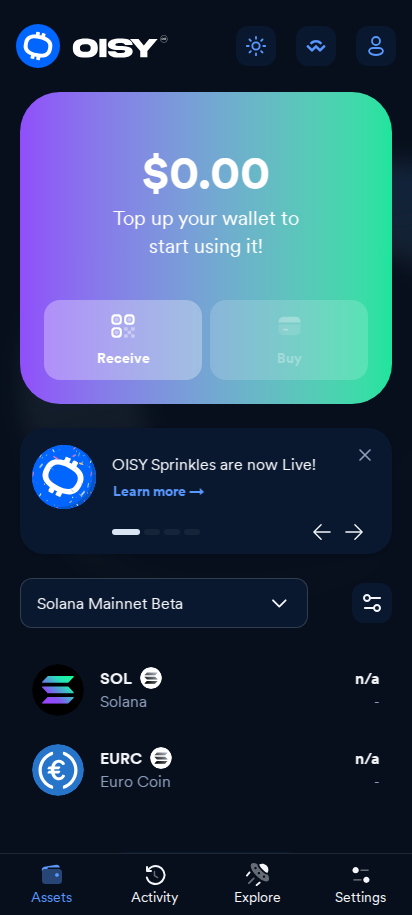 OISY
$0.00
Top up your wallet to
start using it!
Receive
Buy
OISY Sprinkles are now Live!
Learn more →
Solana Mainnet Beta
SOL
n/a
Solana
-
EURC
n/a
Euro Coin
-
Assets
Activity
Explore
Settings